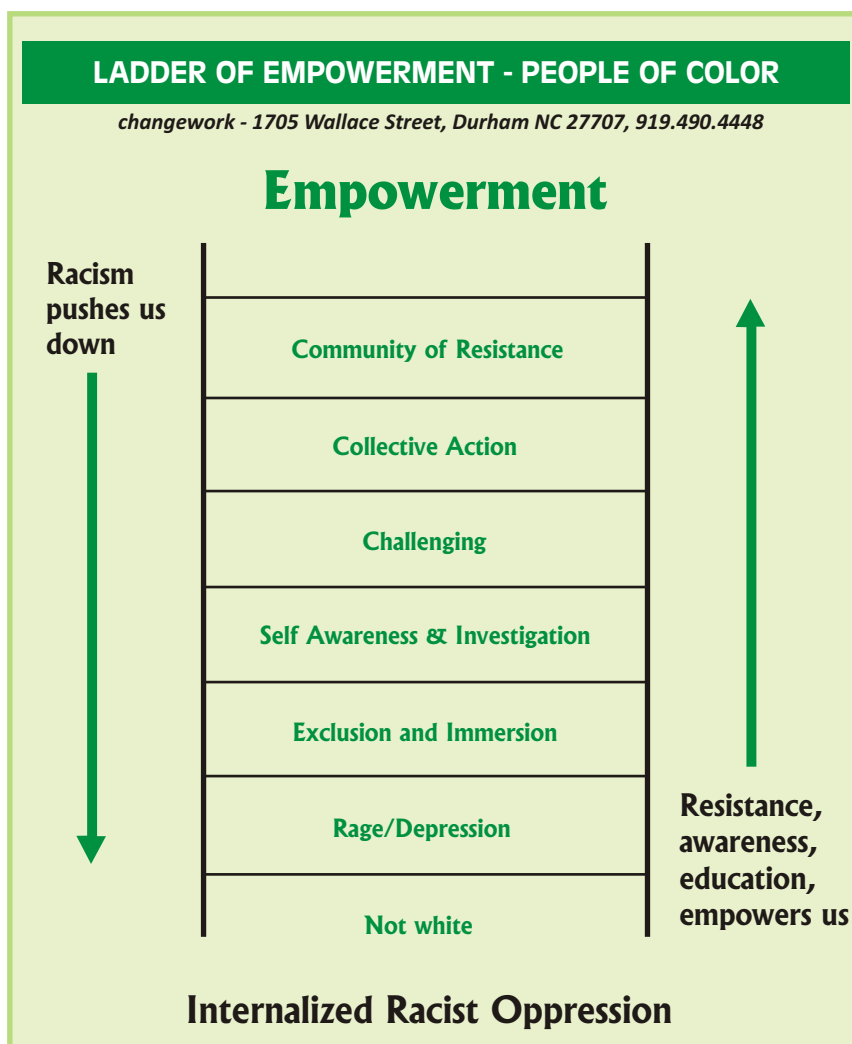 LADDER OF EMPOWERMENT - PEOPLE OF COLOR
changework - 1705 Wallace Street, Durham NC 27707, 919.490.4448
Empowerment
Racism
pushes us
down
Community of Resistance
Collective Action
Challenging
Self Awareness & Investigation
Exclusion and Immersion
Rage/Depression
Not white
Resistance,
awareness,
education,
empowers us
Internalized Racist Oppression